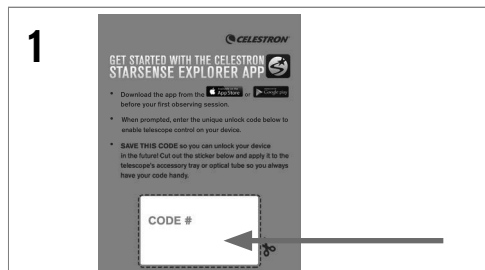 1
CELESTRON
GET STARTED WITH THE CELESTRON
STARSENSE EXPLORER APP
• Download the app from the App Store or Google play
before your first observing session.
• When prompted, enter the unique unlock code below to
enable telescope control on your device.
• SAVE THIS CODE so you can unlock your device
in the future! Cut out the sticker below and apply it to the
telescope's accessory tray or optical tube so you always
have your code handy.
CODE #